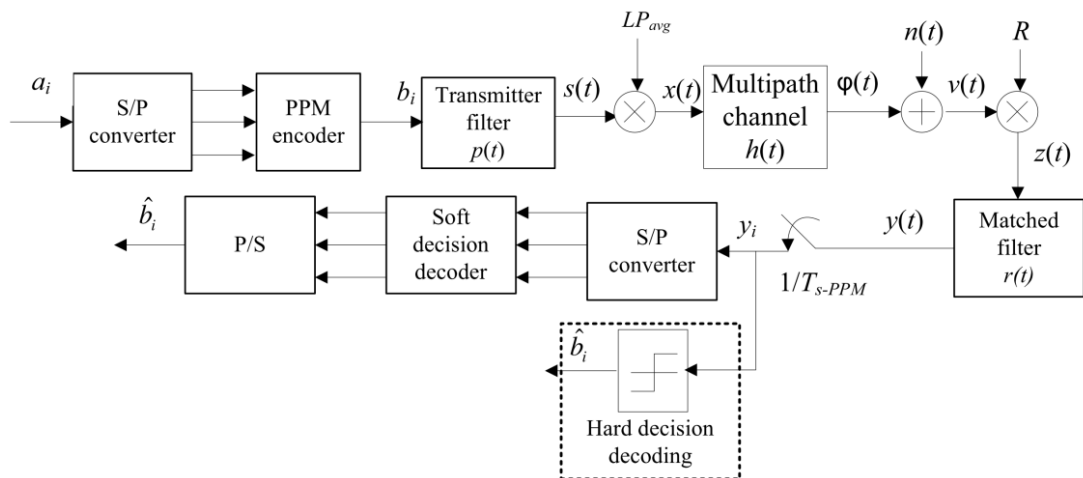 a_i
S/P
converter
PPM
encoder
b_i
Transmitter
filter
p(t)
s(t)
LP_avg
x(t)
Multipath
channel
h(t)
φ(t)
n(t)
v(t)
R
z(t)
Matched
filter
r(t)
y(t)
1/T_s-PPM
y_i
S/P
converter
Soft
decision
decoder
P/S
b̂_i
b̂_i
Hard decision
decoding